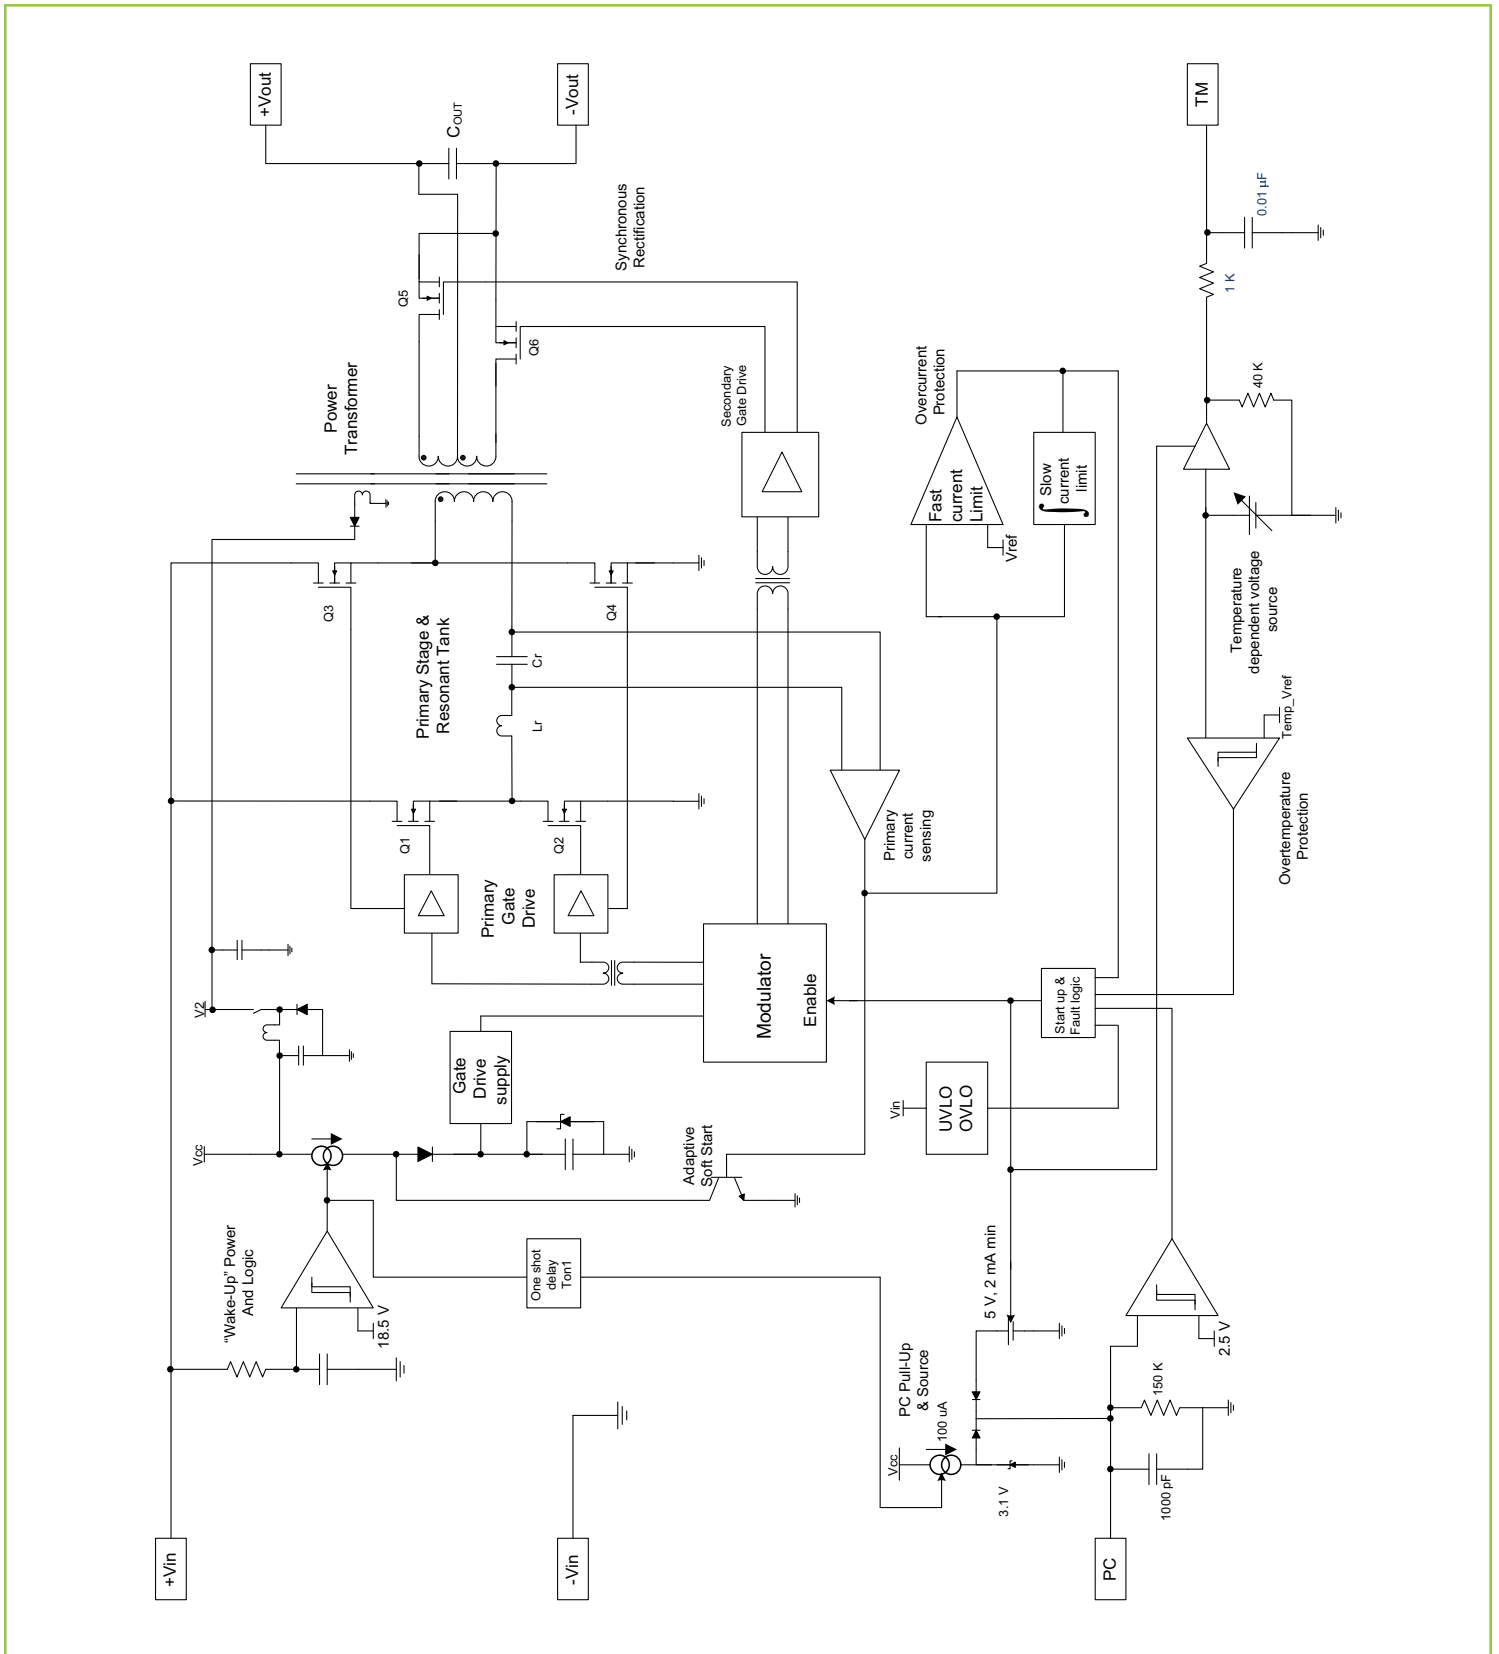 +Vout
COUT
-Vout
TM
0.01 µF
1 K
40 K
Synchronous
Rectification
Q5
Q6
Power
Transformer
Secondary
Gate Drive
Overcurrent
Protection
Fast
current
Limit
Vref
Slow
current
limit
Temperature
dependent voltage
source
Temp_Vref
Overtemperature
Protection
Q3
Q4
Primary Stage &
Resonant Tank
Cr
Lr
Q1
Q2
Primary
Gate
Drive
Primary
current
sensing
V2
Modulator
Enable
Start up &
Fault logic
Gate
Drive
supply
Vin
UVLO
OVLO
Vcc
Adaptive
Soft Start
"Wake-Up" Power
And Logic
18.5 V
One shot
delay
Ton1
5 V, 2 mA min
PC Pull-Up
& Source
100 uA
Vcc
3.1 V
2.5 V
150 K
1000 pF
+Vin
-Vin
PC